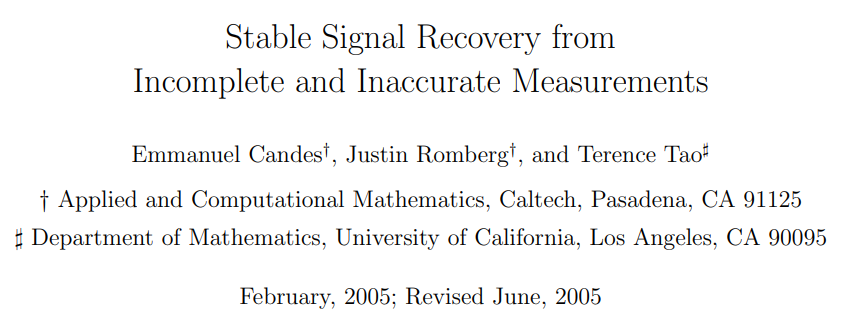 Stable Signal Recovery from
Incomplete and Inaccurate Measurements
Emmanuel Candes†, Justin Romberg†, and Terence Tao♯
† Applied and Computational Mathematics, Caltech, Pasadena, CA 91125
♯ Department of Mathematics, University of California, Los Angeles, CA 90095
February, 2005; Revised June, 2005